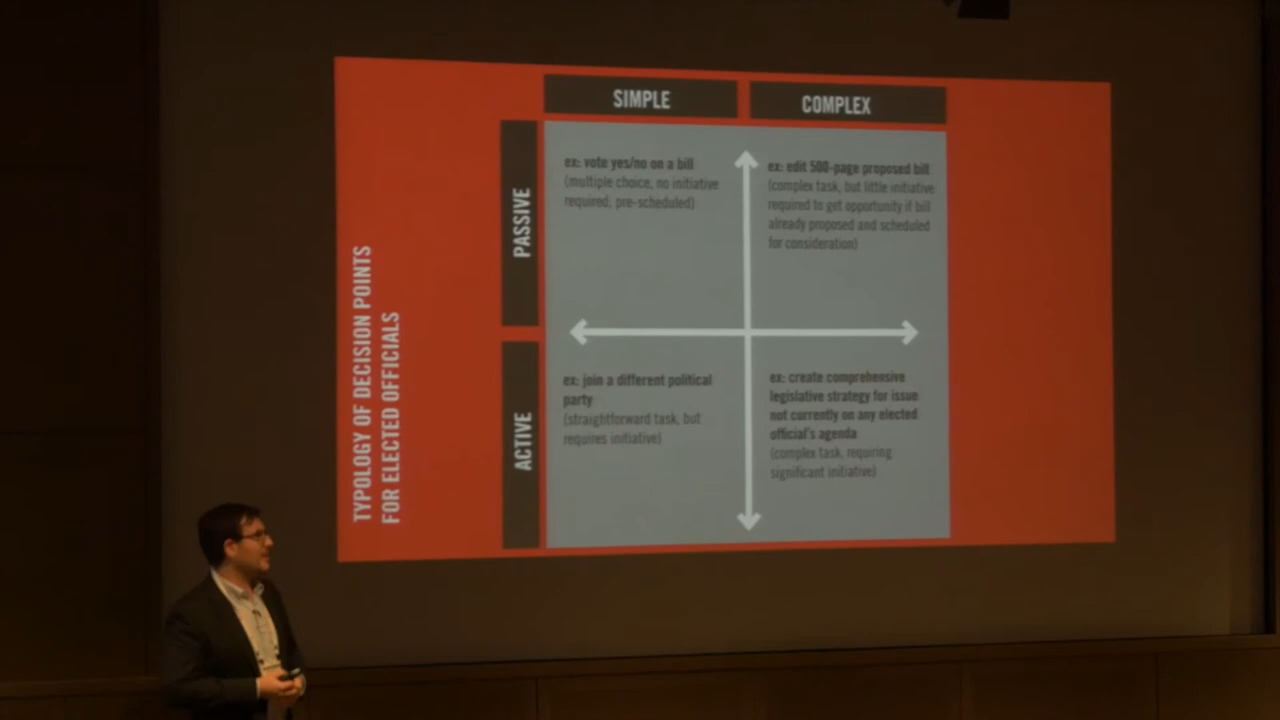 TYPOLOGY OF DECISION POINTS
FOR ELECTED OFFICIALS
SIMPLE
COMPLEX
PASSIVE
ex: vote yes/no on a bill
(multiple choice, no initiative
required, pre-scheduled)
ex: edit 500-page proposed bill
(complex task, but little initiative
required to get opportunity if bill
already proposed and scheduled
for consideration)
ACTIVE
ex: join a different political
party
(straightforward task, but
requires initiative)
ex: create comprehensive
legislative strategy for issue
not currently on any elected
official's agenda
(complex task, requiring
significant initiative)